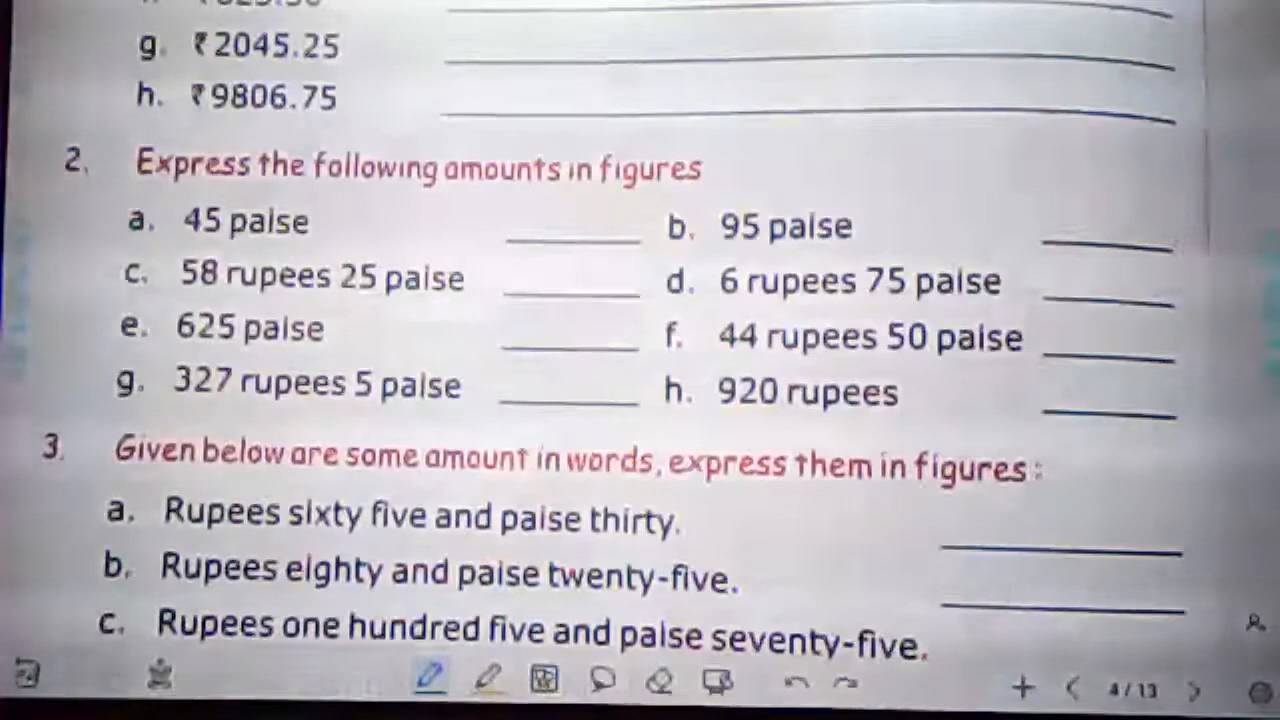 g. ₹2045.25
h. ₹9806.75
2. Express the following amounts in figures
a. 45 paise
b. 95 paise
c. 58 rupees 25 paise
d. 6 rupees 75 paise
e. 625 paise
f. 44 rupees 50 paise
g. 327 rupees 5 paise
h. 920 rupees
3. Given below are some amount in words, express them in figures :
a. Rupees sixty five and paise thirty.
b. Rupees eighty and paise twenty-five.
c. Rupees one hundred five and paise seventy-five.
4/13